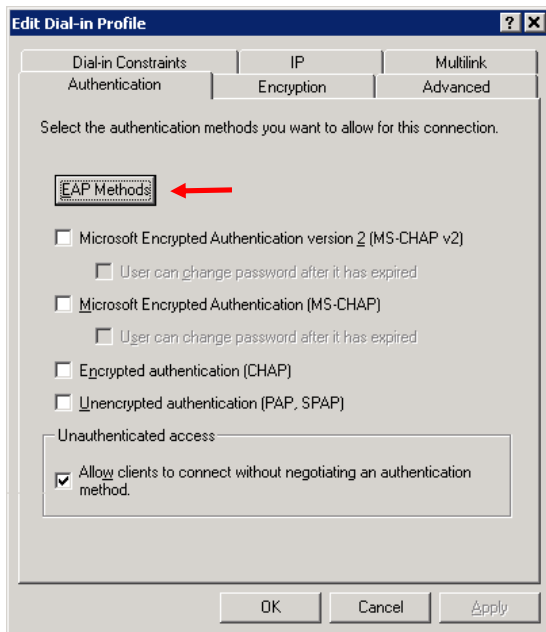 Edit Dial-in Profile
Dial-in Constraints IP Multilink
Authentication Encryption Advanced
Select the authentication methods you want to allow for this connection.
EAP Methods
Microsoft Encrypted Authentication version 2 (MS-CHAP v2)
User can change password after it has expired
Microsoft Encrypted Authentication (MS-CHAP)
User can change password after it has expired
Encrypted authentication (CHAP)
Unencrypted authentication (PAP, SPAP)
Unauthenticated access
Allow clients to connect without negotiating an authentication
method.
OK Cancel Apply